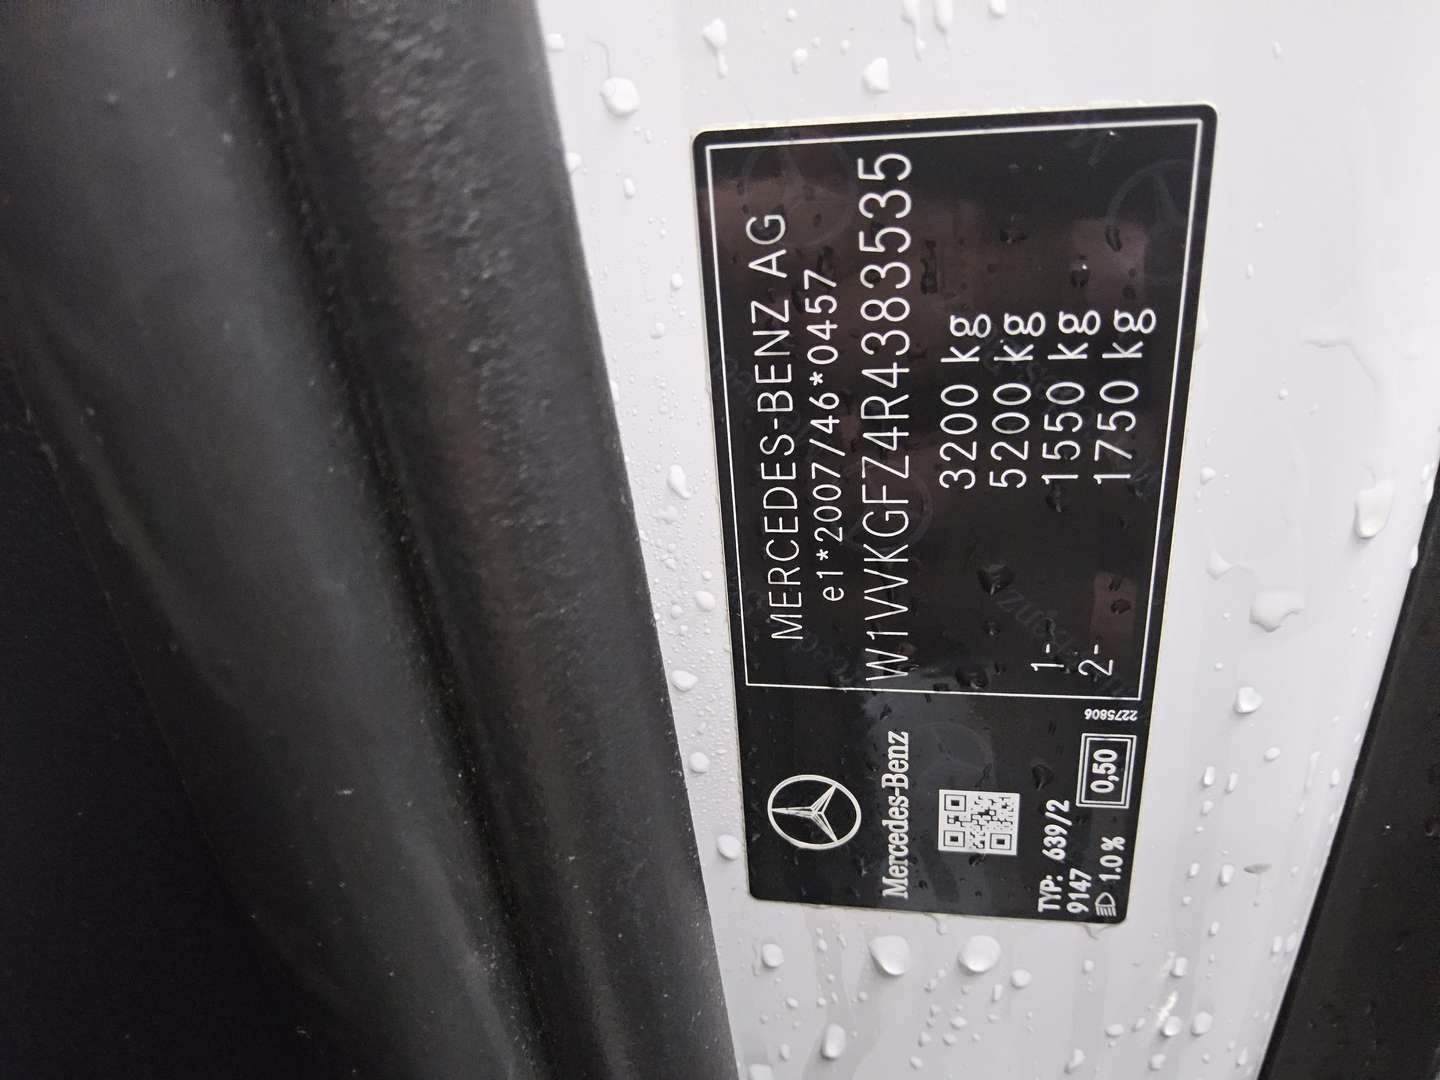 MERCEDES-BENZ AG
e1*2007/46*0457
W1VVKGFZ4R4383535
3200 kg
5200 kg
1- 1550 kg
2- 1750 kg
Mercedes-Benz
TYP: 639/2
9147
1.0 %
0,50
2275806